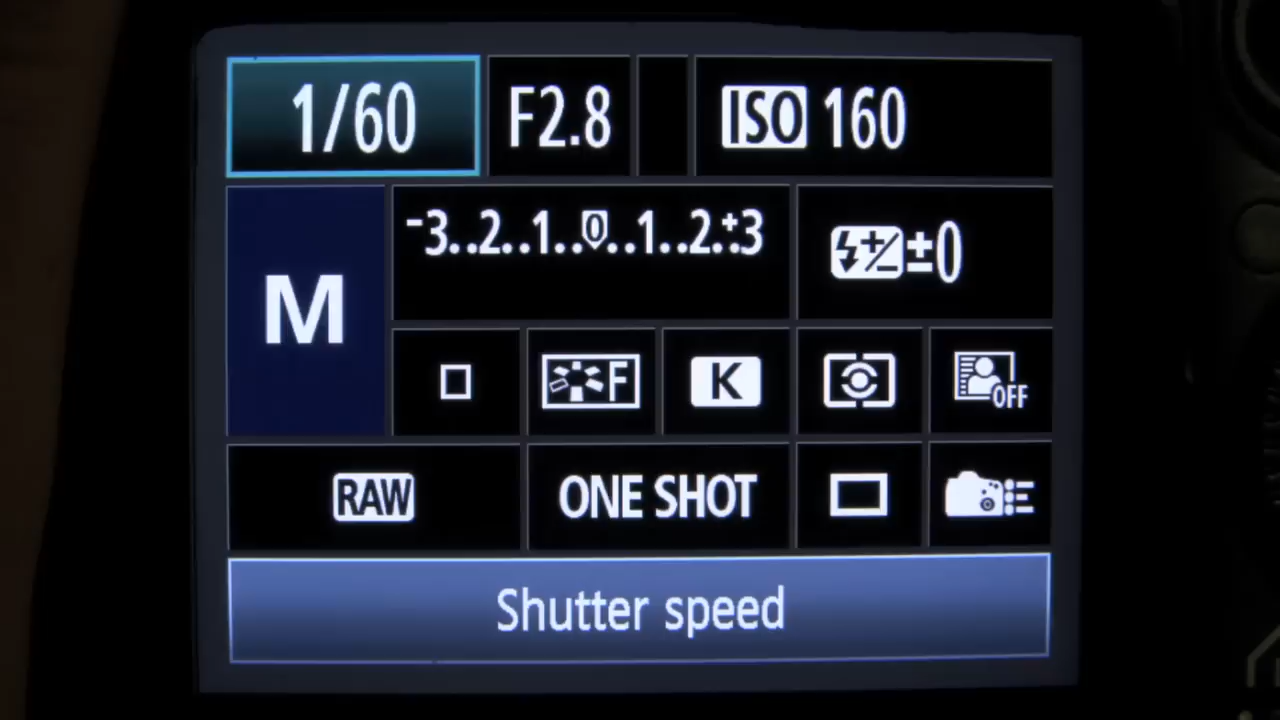 1/60 F2.8 ISO 160
-3..2..1..0..1..2..+3 ±0
M
F K OFF
RAW ONE SHOT
Shutter speed